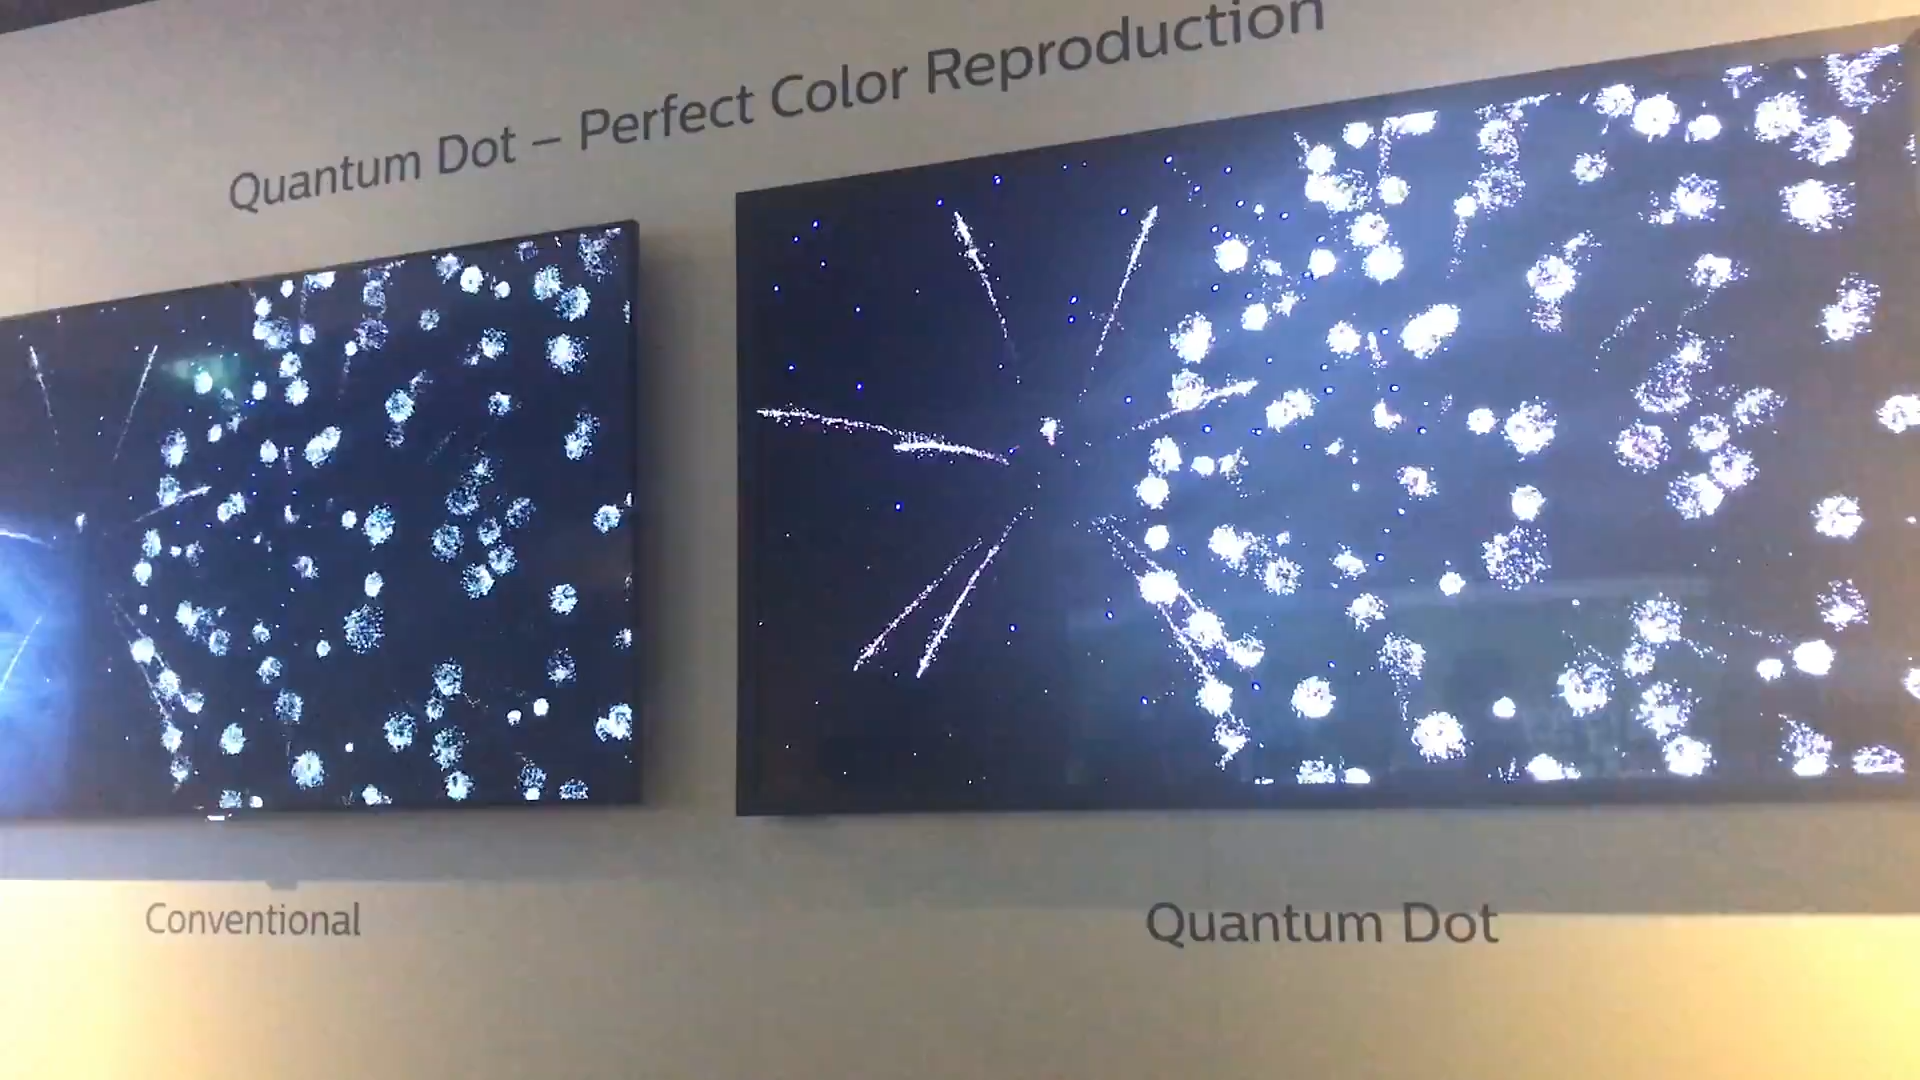 Quantum Dot – Perfect Color Reproduction
Conventional
Quantum Dot